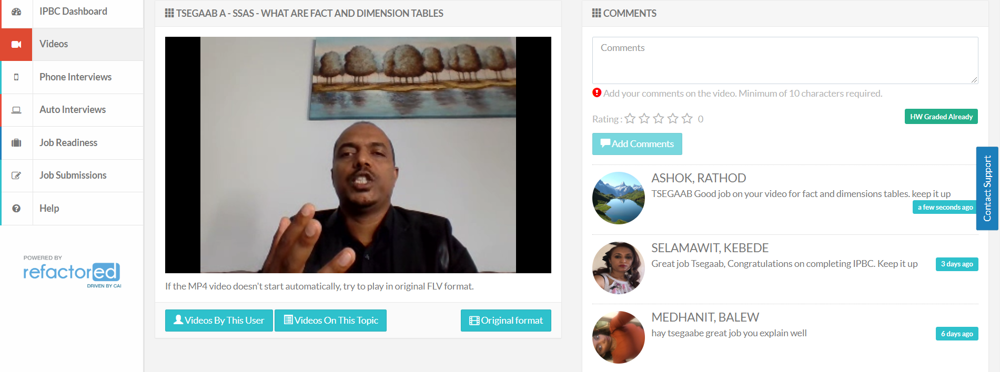 IPBC Dashboard
Videos
Phone Interviews
Auto Interviews
Job Readiness
Job Submissions
Help
POWERED BY
refactored
DRIVEN BY CAI
TSEGAAB A - SSAS - WHAT ARE FACT AND DIMENSION TABLES
If the MP4 video doesn't start automatically, try to play in original FLV format.
Videos By This User
Videos On This Topic
Original format
COMMENTS
Comments
Add your comments on the video. Minimum of 10 characters required.
Rating : 0
HW Graded Already
Add Comments
ASHOK, RATHOD
TSEGAAB Good job on your video for fact and dimensions tables. keep it up
a few seconds ago
SELAMAWIT, KEBEDE
Great job Tsegaab, Congratulations on completing IPBC. Keep it up
3 days ago
MEDHANIT, BALEW
hay tsegaabe great job you explain well
6 days ago
Contact Support